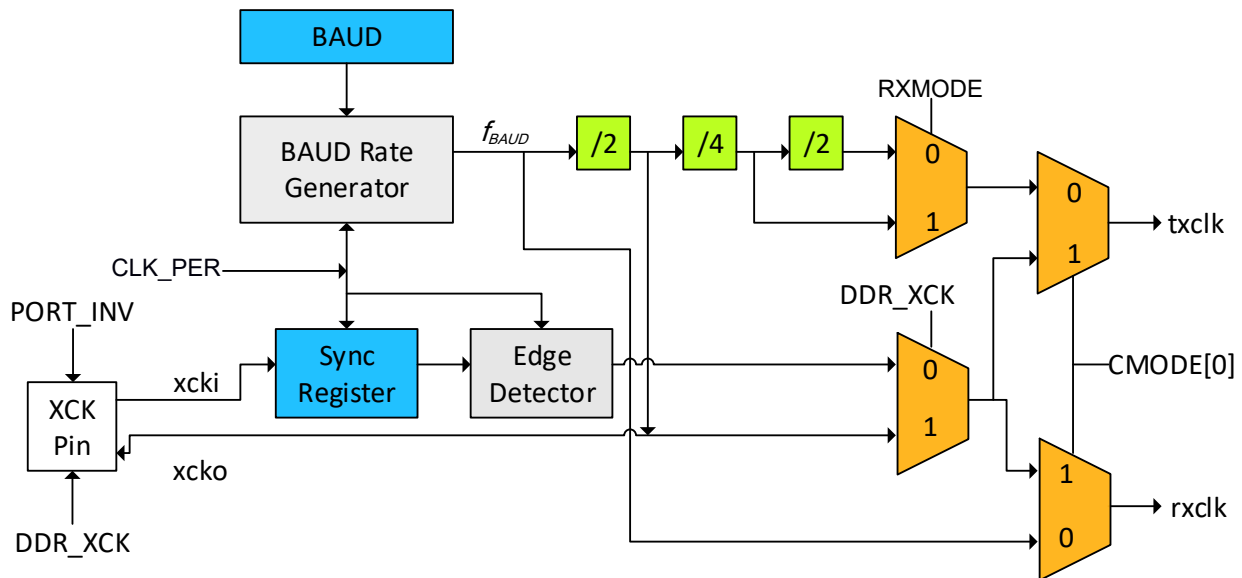 BAUD
RXMODE
BAUD Rate
Generator
fBAUD
/2
/4
/2
0
1
0
1
txclk
CLK_PER
PORT_INV
DDR_XCK
Sync
Register
Edge
Detector
0
1
CMODE[0]
xcki
XCK
Pin
xcko
1
0
rxclk
DDR_XCK